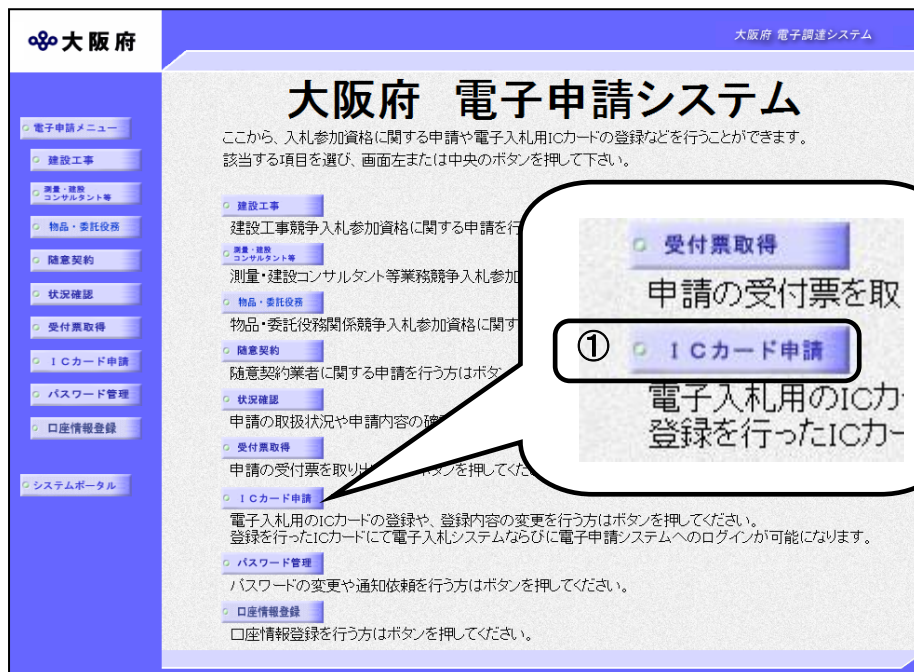 大阪府
大阪府 電子調達システム
電子申請メニュー
建設工事
測量・建設
コンサルタント等
物品・委託役務
随意契約
状況確認
受付票取得
ICカード申請
パスワード管理
口座情報登録
システムポータル
大阪府 電子申請システム
ここから、入札参加資格に関する申請や電子入札用ICカードの登録などを行うことができます。
該当する項目を選び、画面左または中央のボタンを押して下さい。
建設工事
建設工事競争入札参加資格に関する申請を行
測量・建設
コンサルタント等
測量・建設コンサルタント等業務競争入札参加
物品・委託役務
物品・委託役務関係競争入札参加資格に関す
随意契約
随意契約業者に関する申請を行う方はボタン
状況確認
申請の取扱状況や申請内容の確
受付票取得
申請の受付票を取り出 ボタンを押してくだ
ICカード申請
電子入札用のICカードの登録や、登録内容の変更を行う方はボタンを押してください。
登録を行ったICカードにて電子入札システムならびに電子申請システムへのログインが可能になります。
パスワード管理
パスワードの変更や通知依頼を行う方はボタンを押してください。
口座情報登録
口座情報登録を行う方はボタンを押してください。
受付票取得
申請の受付票を取
① ICカード申請
電子入札用のICカ
登録を行ったICカー